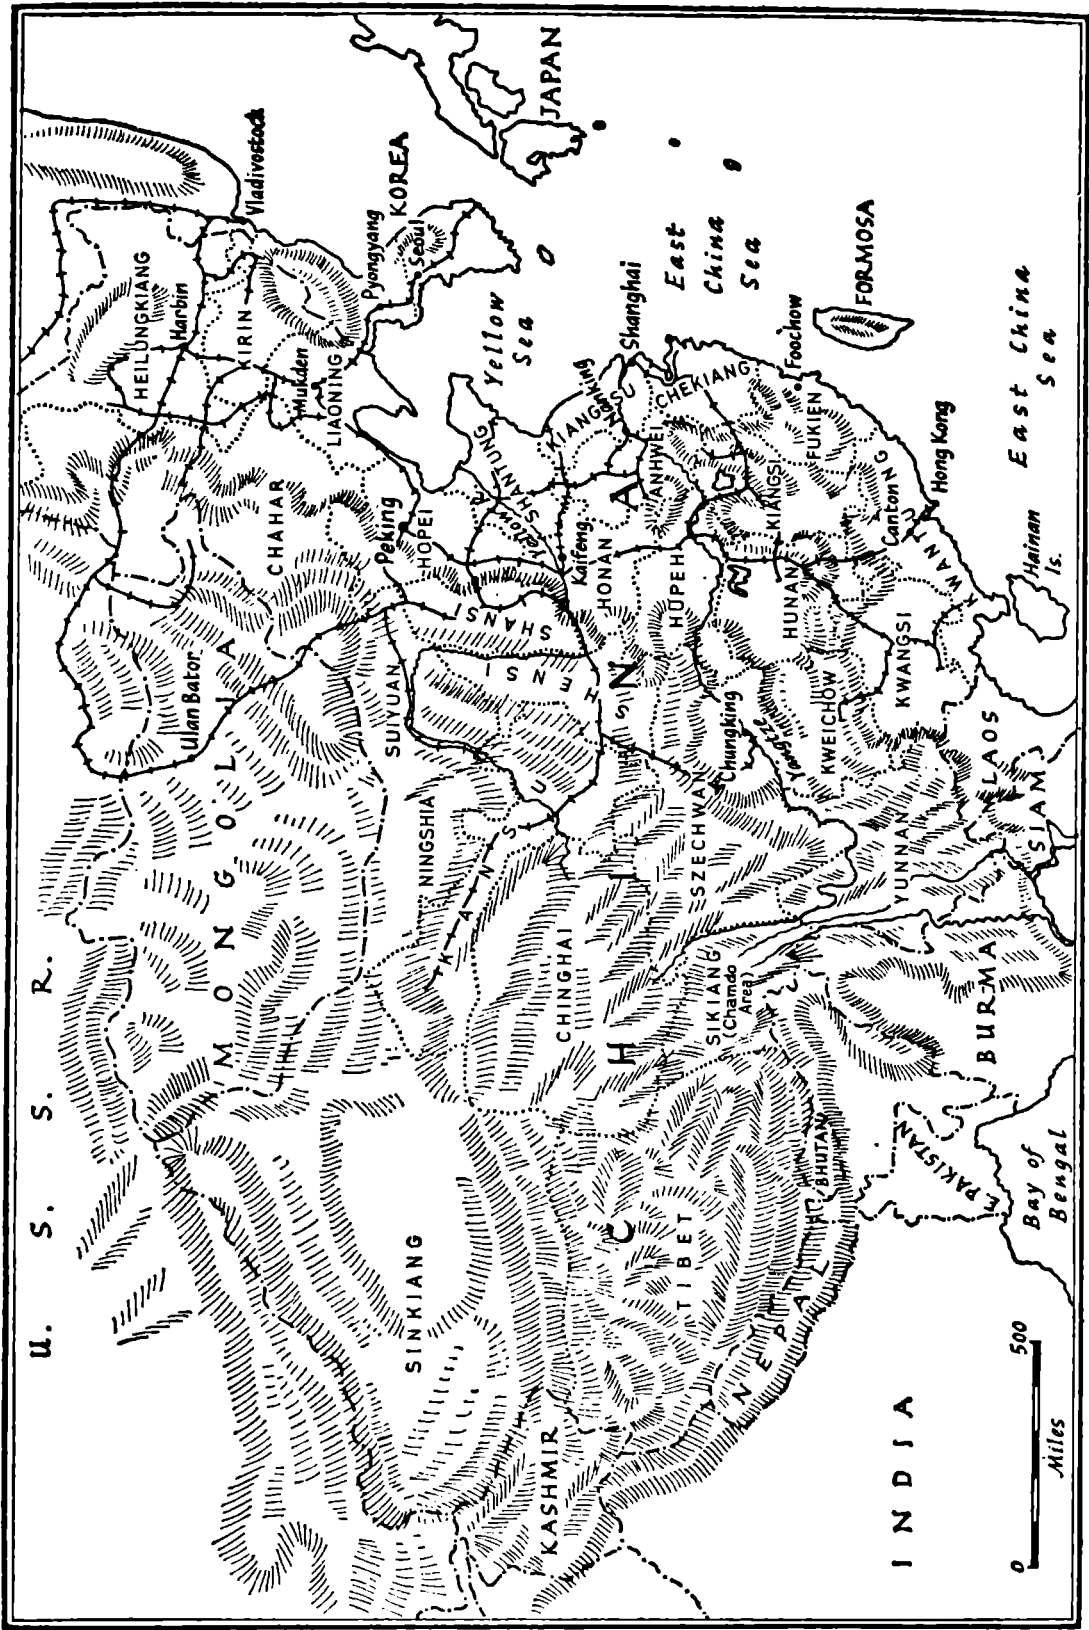 U. S. S. R.
MONGOLIA
Ulan Bator
HEILUNGKIANG
Harbin
KIRIN
Vladivostock
Mukden
LIAONING
CHAHAR
Peking
HOPEI
Pyongyang
KOREA
Seoul
JAPAN
Yellow
Sea
SINKIANG
NINGSHIA
SUIYUAN
KANSU
SHANSI
SHENSI
SHANTUNG
Yellow
Kaifeng
HONAN
KIANGSU
Nanking
Shanghai
East
China
Sea
KASHMIR
CHINGHAI
CHINA
TIBET
SIKIANG
(Chamdo
Area)
SZECHWAN
Chungking
Yangtze
HUPEH
ANHWEI
CHEKIANG
HUNAN
KIANGSI
FUKIEN
Foochow
FORMOSA
KWEICHOW
YUNNAN
KWANGSI
KWANTUNG
Canton
Hong Kong
Hainam
Is.
East China
Sea
NEPAL
BHUTAN
INDIA
E. PAKISTAN
Bay of
Bengal
BURMA
LAOS
SIAM
0 500
Miles